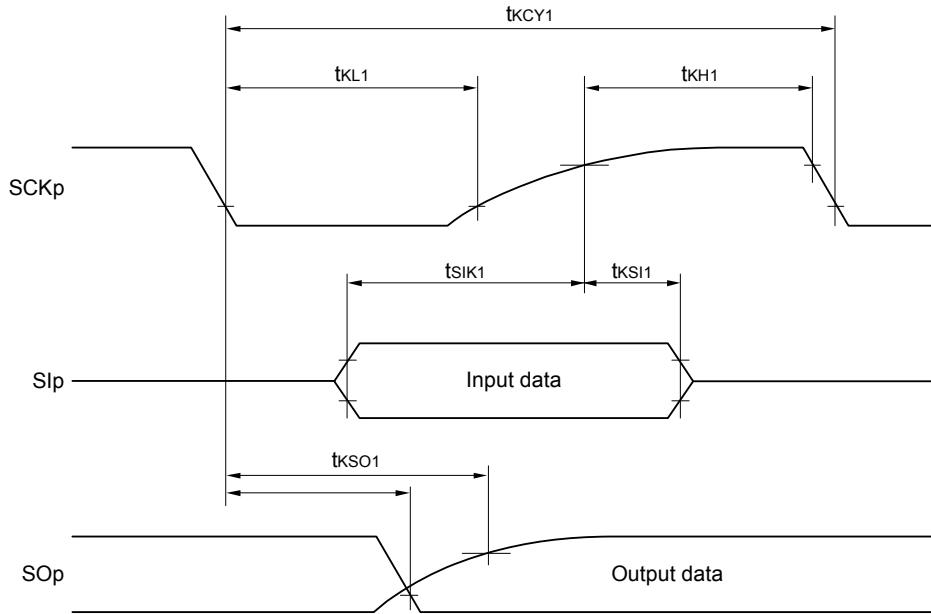 tKCY1
tKL1
tKH1
SCKp
tSIK1
tKSI1
SIp
Input data
tKSO1
SOp
Output data